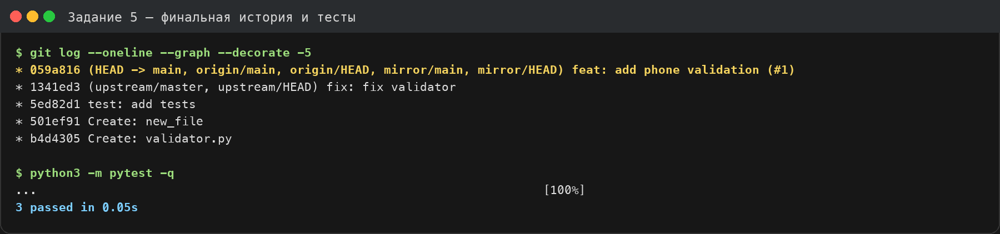 Задание 5 — финальная история и тесты
$ git log --oneline --graph --decorate -5
* 059a816 (HEAD -> main, origin/main, origin/HEAD, mirror/main, mirror/HEAD) feat: add phone validation (#1)
* 1341ed3 (upstream/master, upstream/HEAD) fix: fix validator
* 5ed82d1 test: add tests
* 501ef91 Create: new_file
* b4d4305 Create: validator.py
$ python3 -m pytest -q
... [100%]
3 passed in 0.05s